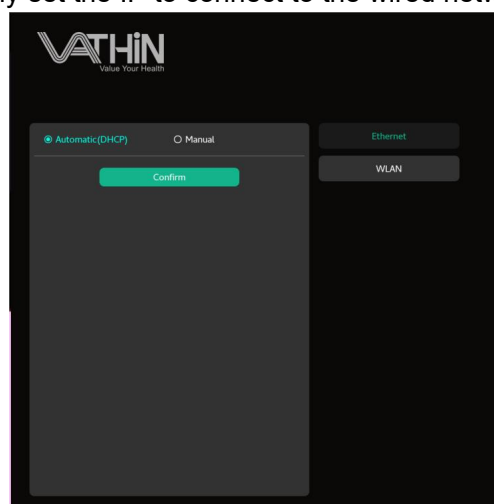 set the IP to connect to the wired net
VATHiN
Value Your Health
Automatic(DHCP) Manual Ethernet
Confirm WLAN